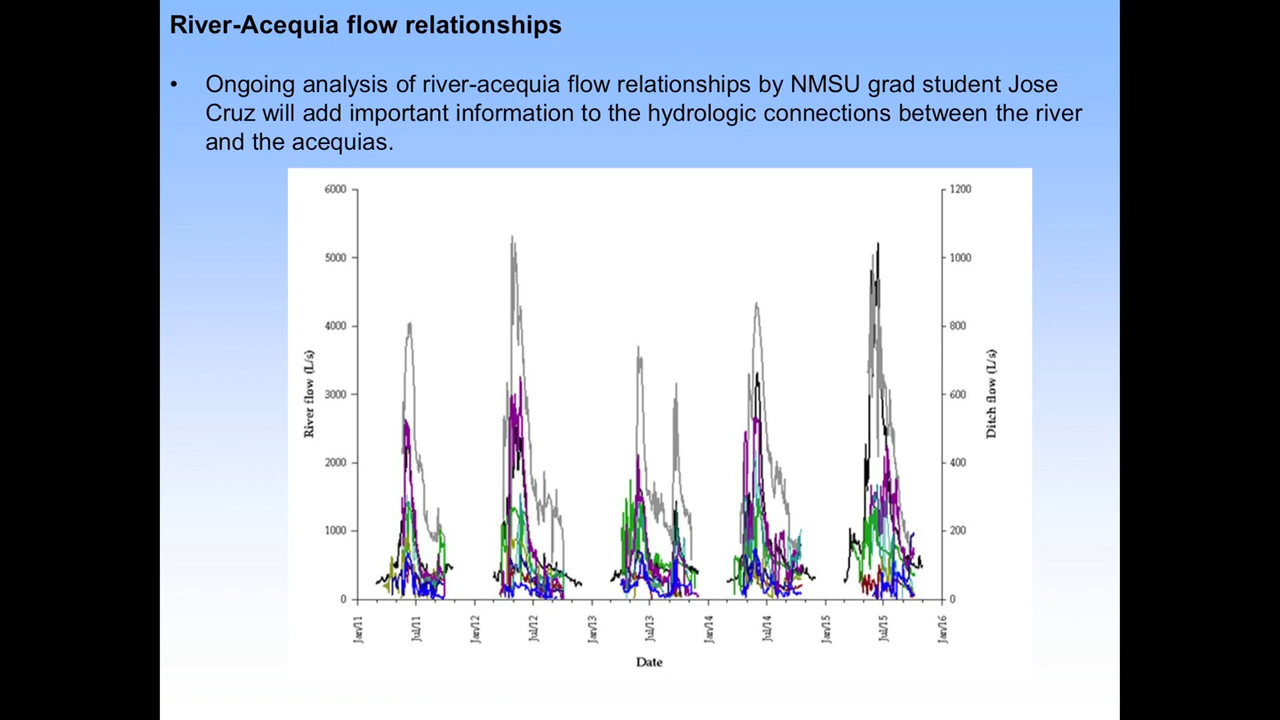 River-Acequia flow relationships
• Ongoing analysis of river-acequia flow relationships by NMSU grad student Jose
Cruz will add important information to the hydrologic connections between the river
and the acequias.
6000
5000
4000
3000
2000
1000
0
River flow (L/s)
1200
1000
800
600
400
200
0
Ditch flow (L/s)
Jan/11
Jul/11
Jan/12
Jul/12
Jan/13
Jul/13
Jan/14
Jul/14
Jan/15
Jul/15
Jan/16
Date